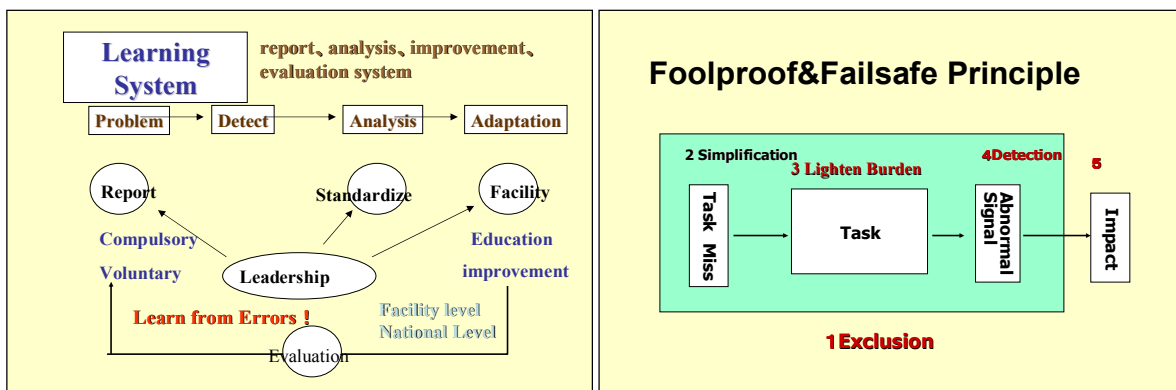 Learning
System
report、analysis、improvement、
evaluation system
Problem
Detect
Analysis
Adaptation
Report
Standardize
Facility
Compulsory
Voluntary
Leadership
Education
improvement
Learn from Errors！
Facility level
National Level
Evaluation
Foolproof&Failsafe Principle
2 Simplification
3 Lighten Burden
4Detection
5
Task Miss
Task
Abnormal
Signal
Impact
1Exclusion